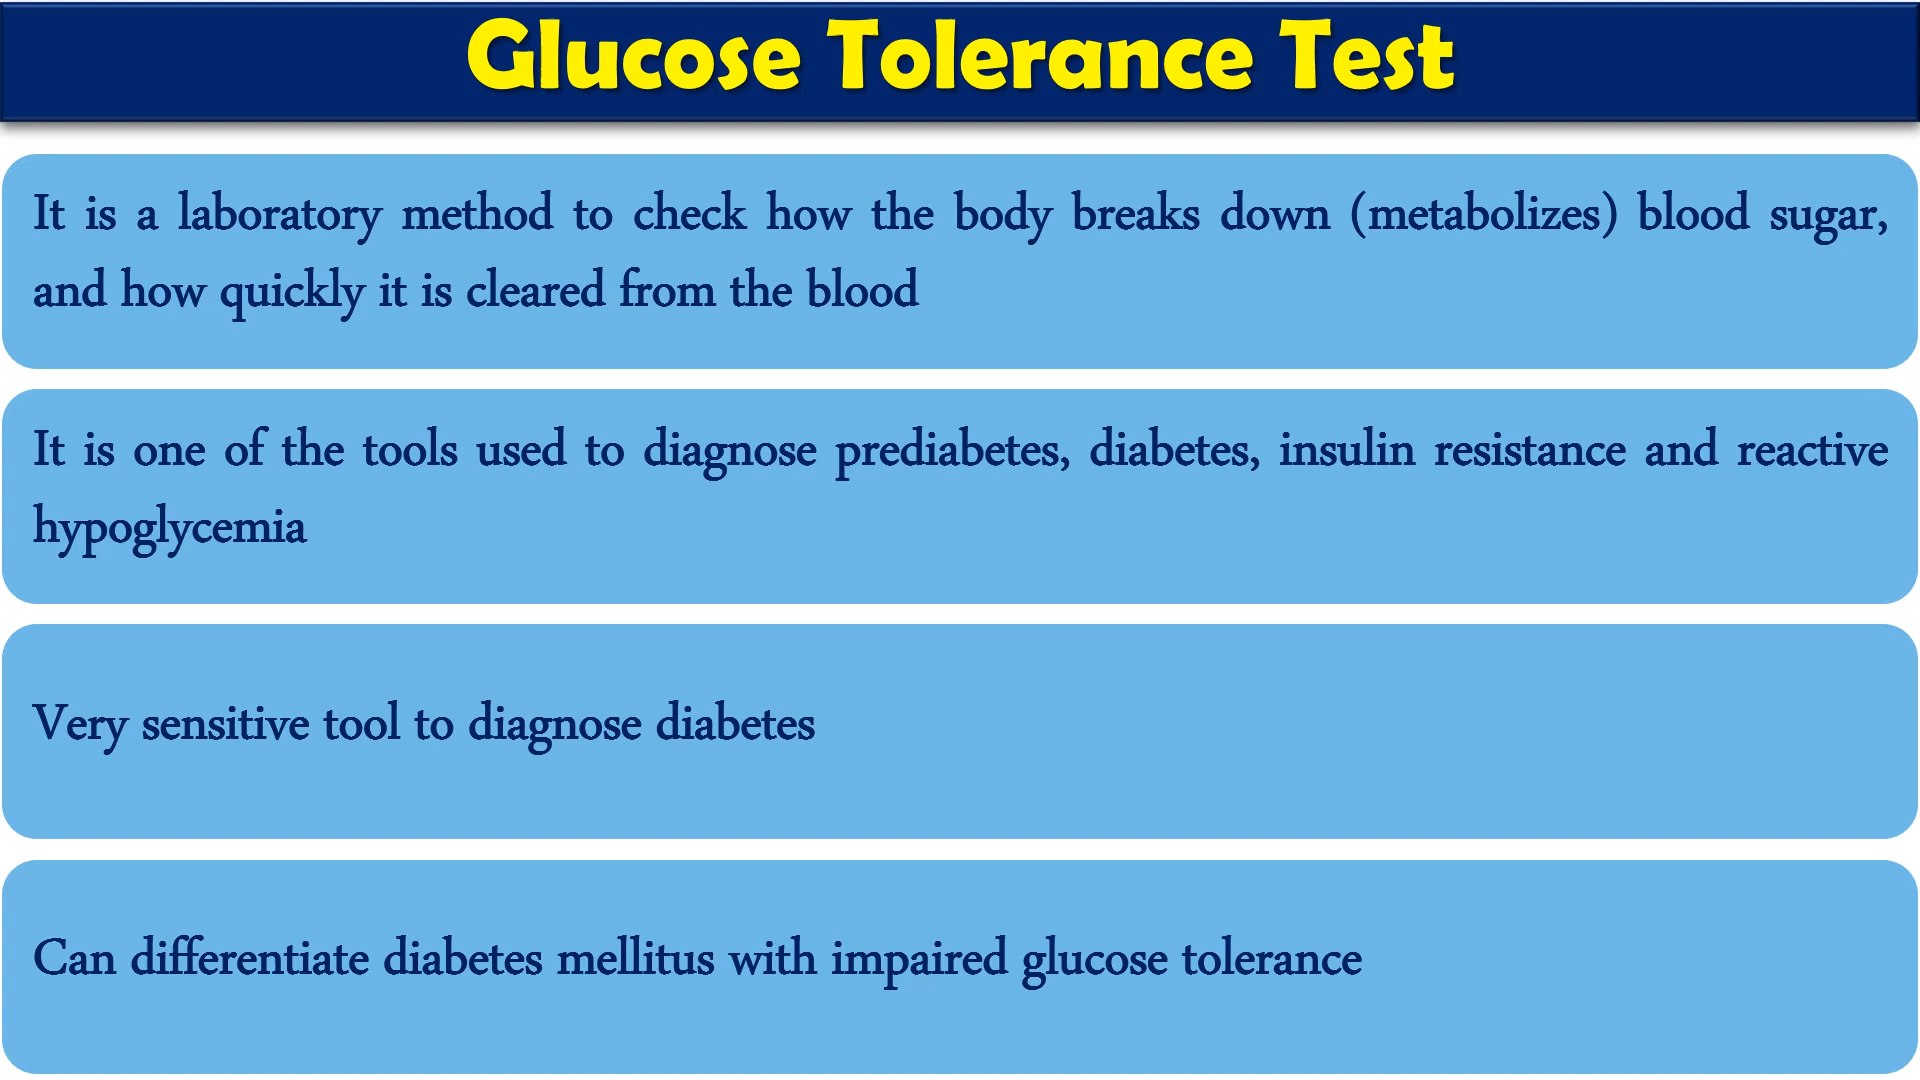 Glucose Tolerance Test
It is a laboratory method to check how the body breaks down (metabolizes) blood sugar,
and how quickly it is cleared from the blood
It is one of the tools used to diagnose prediabetes, diabetes, insulin resistance and reactive
hypoglycemia
Very sensitive tool to diagnose diabetes
Can differentiate diabetes mellitus with impaired glucose tolerance